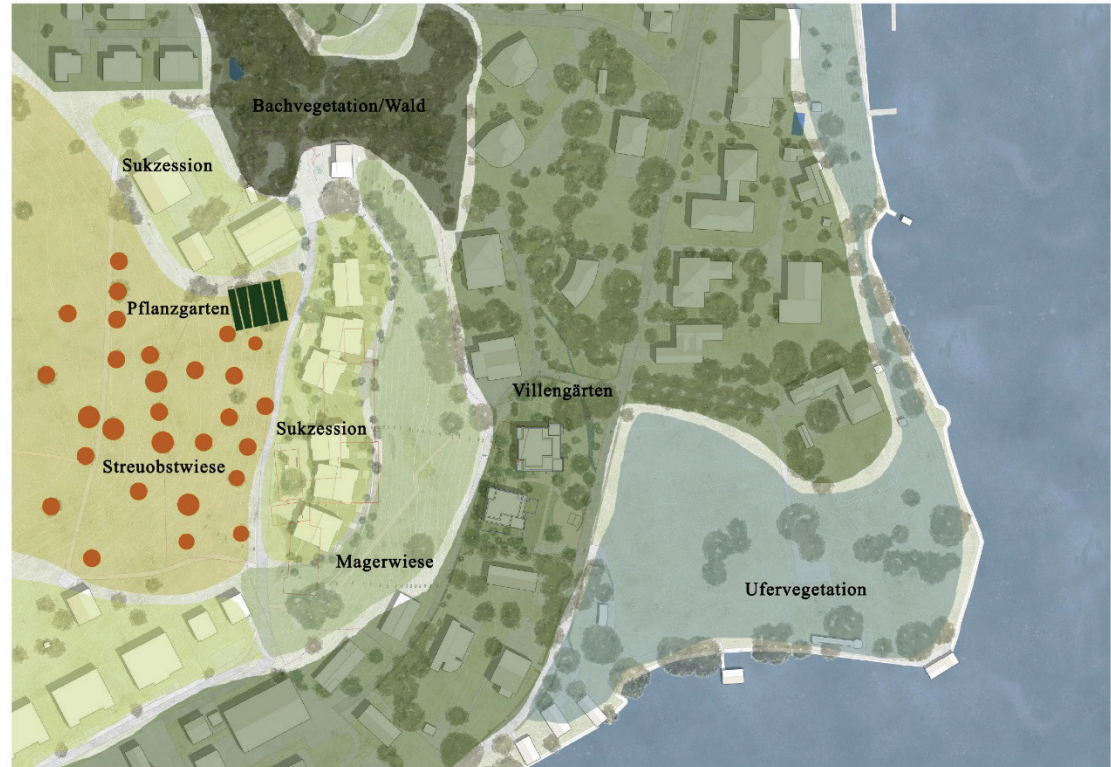 Bachvegetation/Wald
Sukzession
Pflanzgarten
Villengärten
Sukzession
Streuobstwiese
Magerwiese
Ufervegetation